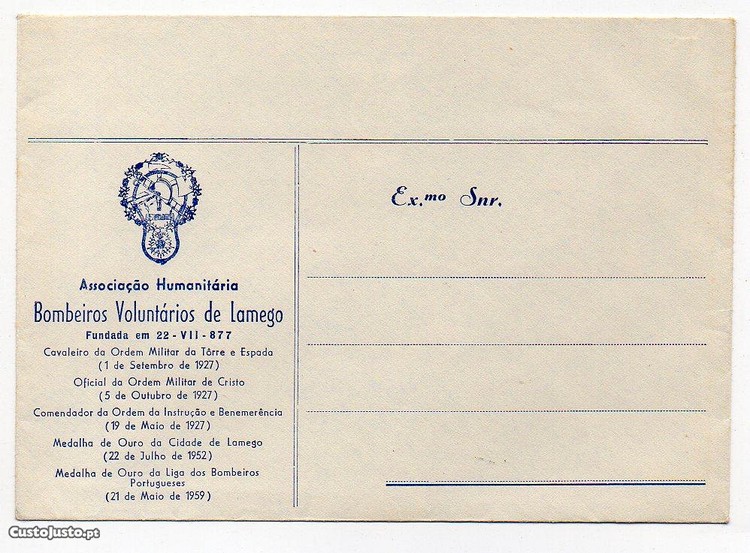 Associação Humanitária
Bombeiros Voluntários de Lamego
Fundada em 22-VII-877
Cavaleiro da Ordem Militar da Tôrre e Espada
(1 de Setembro de 1927)
Oficial da Ordem Militar de Cristo
(5 de Outubro de 1927)
Comendador da Ordem da Instrução e Benemerência
(19 de Maio de 1927)
Medalha de Ouro da Cidade de Lamego
(22 de Julho de 1952)
Medalha de Ouro da Liga dos Bombeiros
Portugueses
(21 de Maio de 1959)
Ex.mo Snr.
CustoJusto.pt